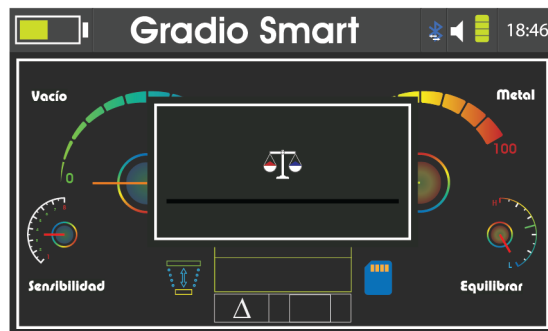 Gradio Smart
18:46
Vacío
Metal
0
100
H
L
Sensibilidad
Equilibrar
Δ